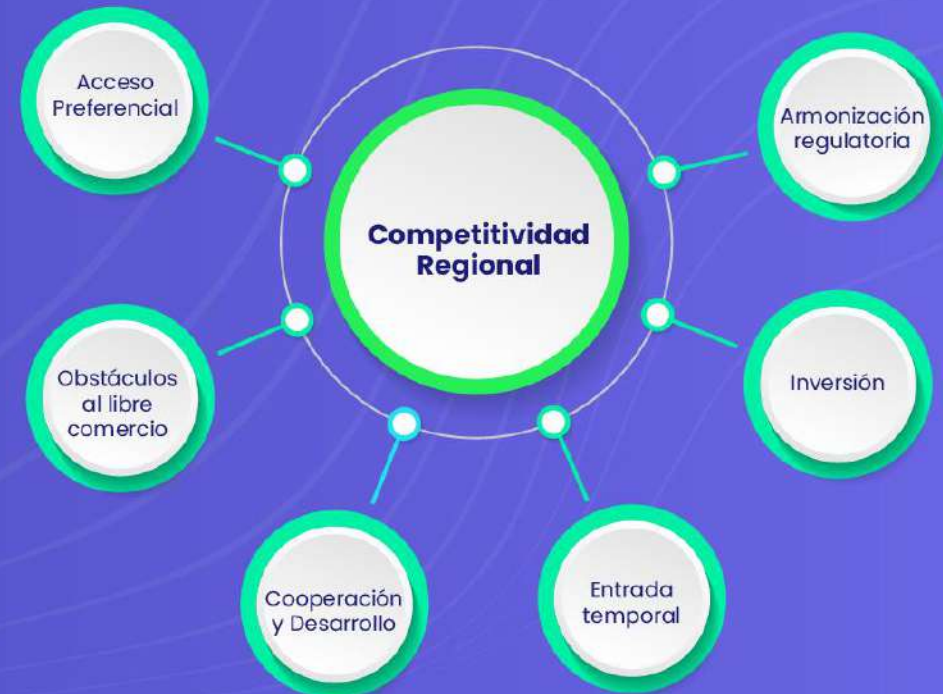 Acceso
Preferencial
Armonización
regulatoria
Competitividad
Regional
Obstáculos
al libre
comercio
Inversión
Cooperación
y Desarrollo
Entrada
temporal